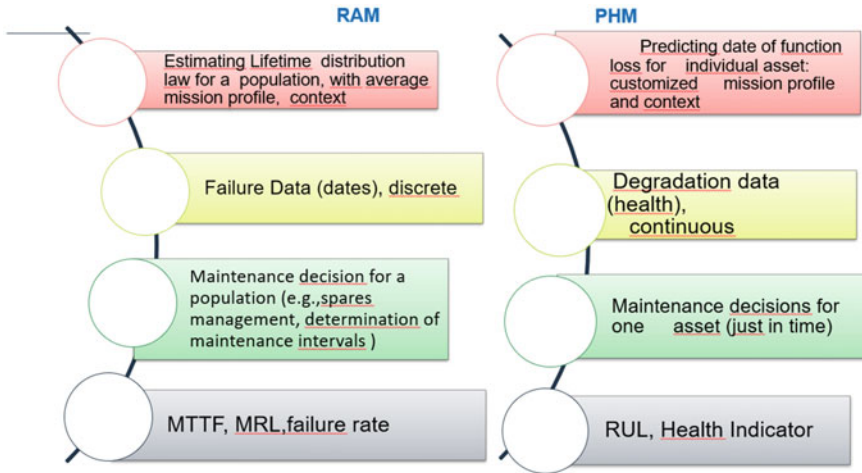 RAM
Estimating Lifetime distribution
law for a population, with average
mission profile, context
Failure Data (dates), discrete
Maintenance decision for a
population (e.g.,spares
management, determination of
maintenance intervals )
MTTF, MRL,failure rate
PHM
Predicting date of function
loss for individual asset:
customized mission profile
and context
Degradation data
(health),
continuous
Maintenance decisions for
one asset (just in time)
RUL, Health Indicator